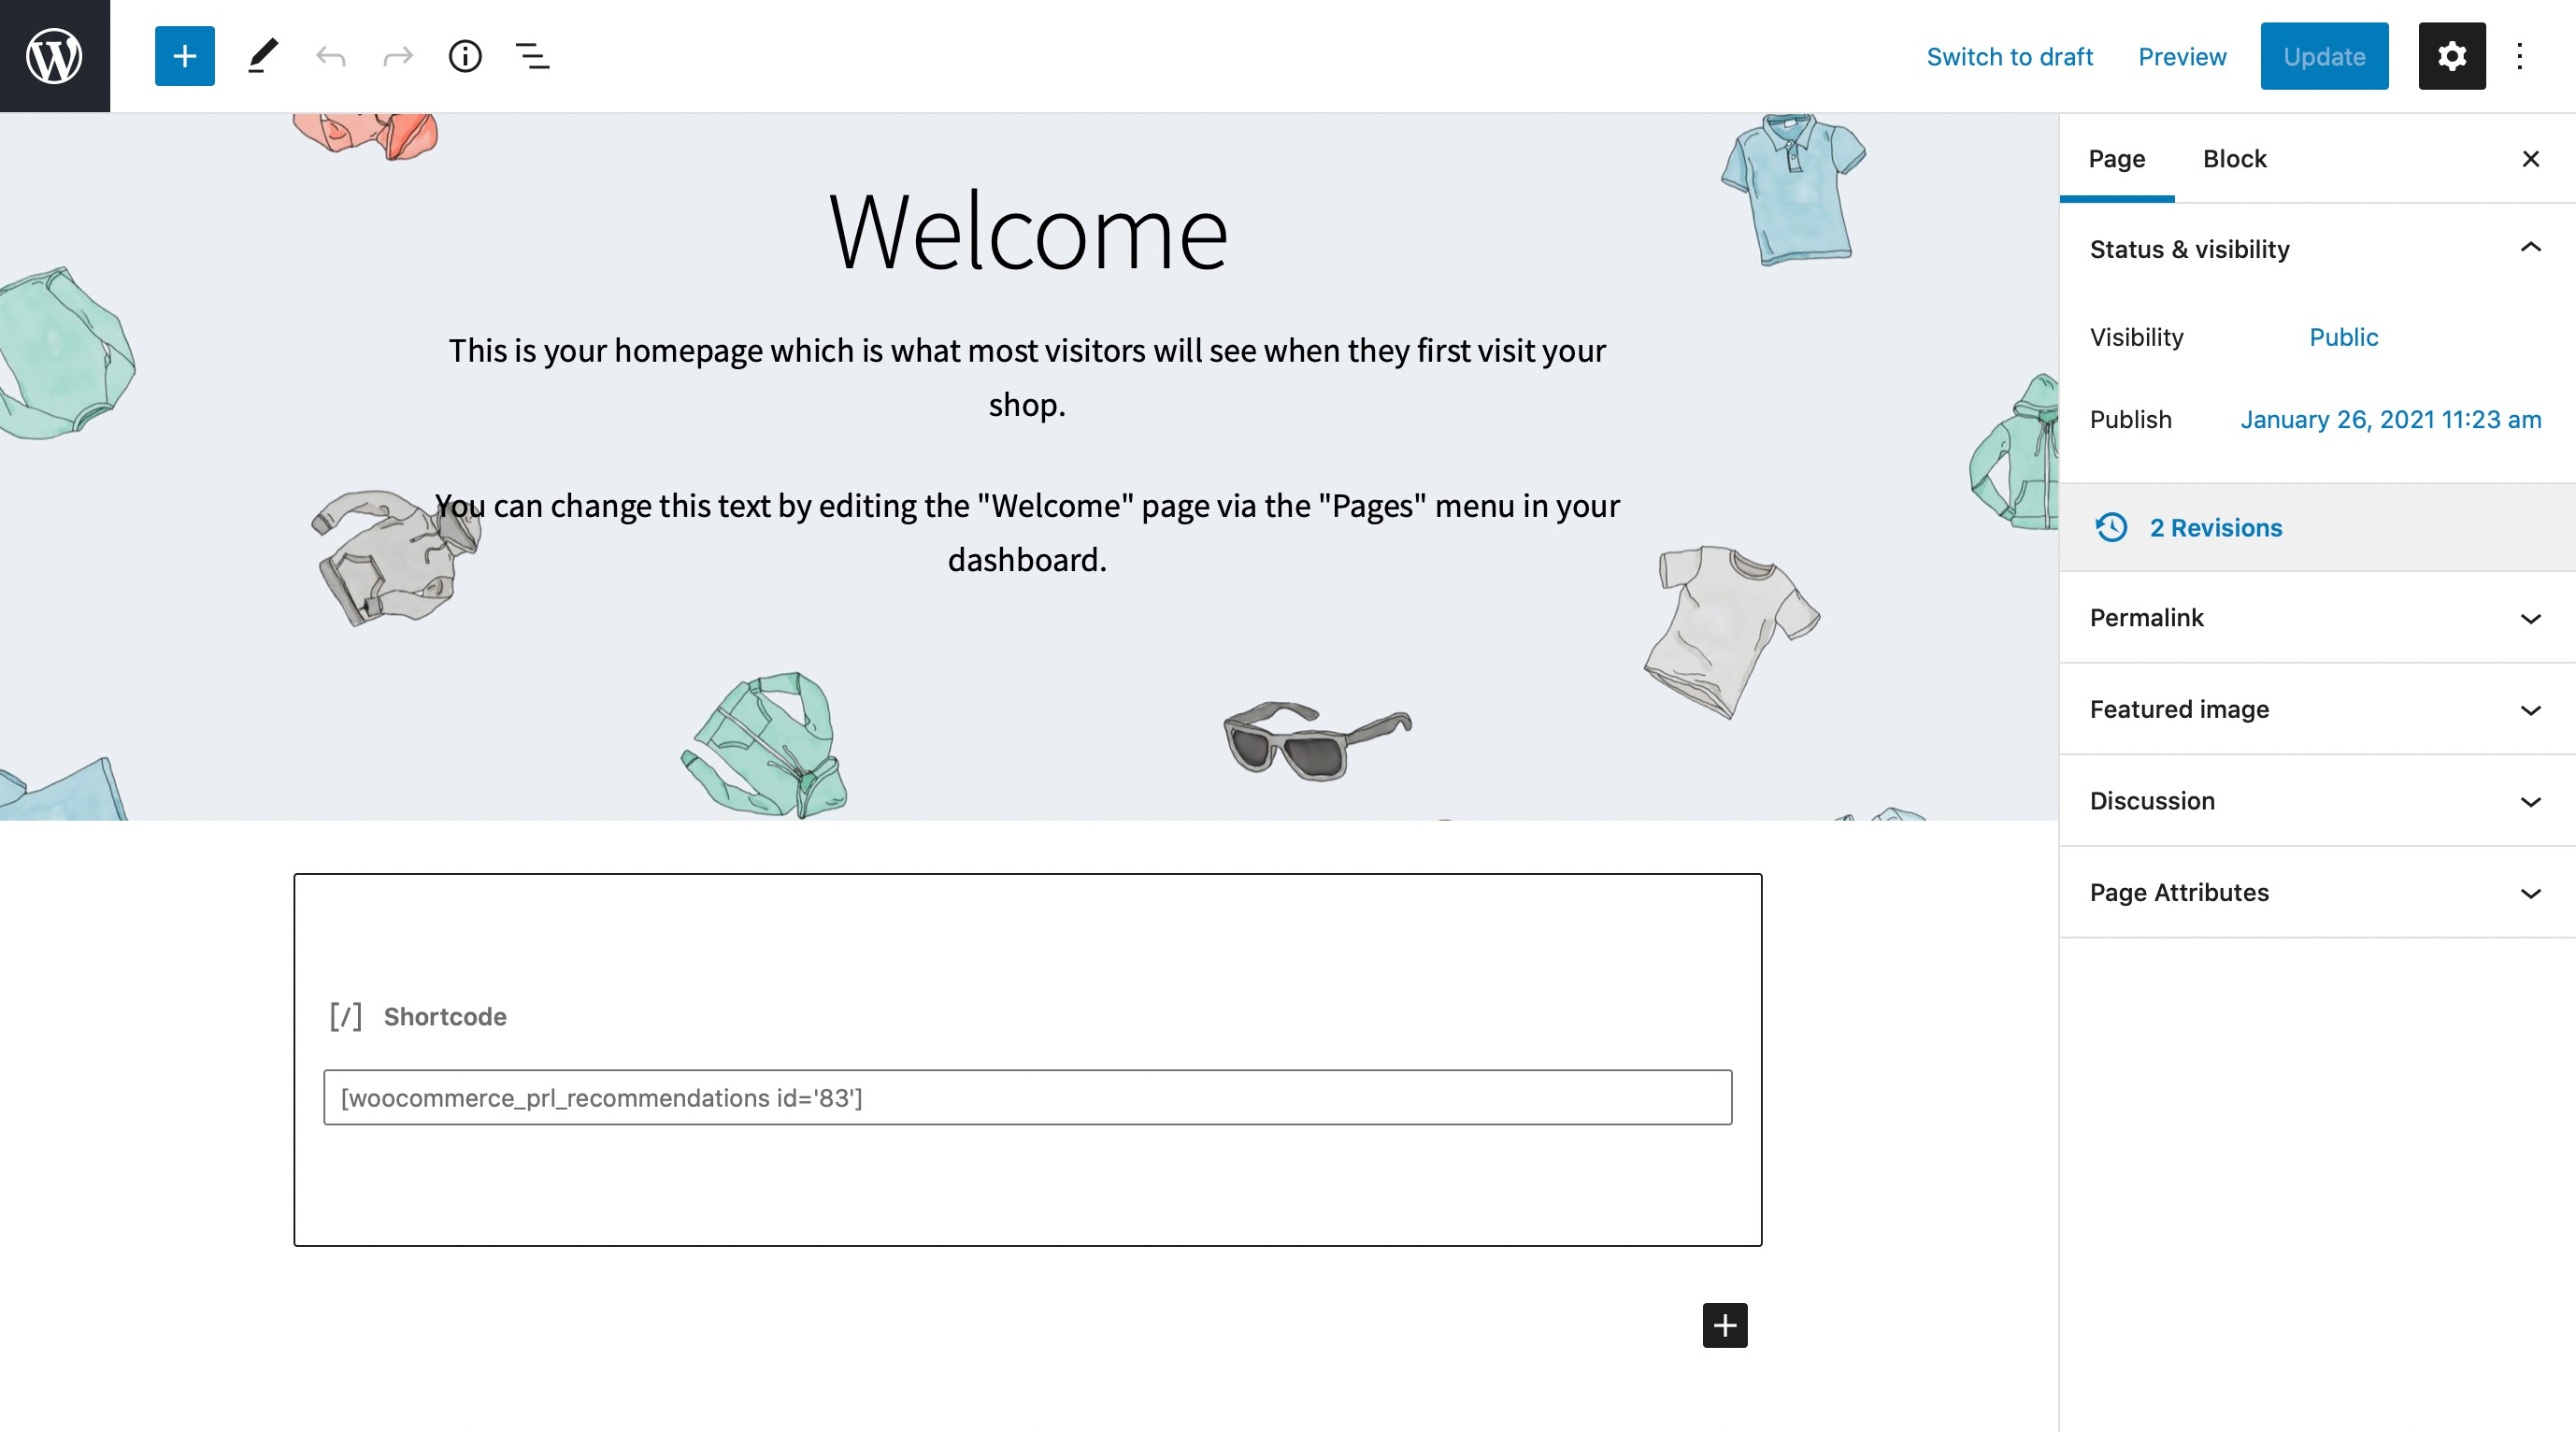 Switch to draft Preview Update
Page Block
Welcome
This is your homepage which is what most visitors will see when they first visit your
shop.
You can change this text by editing the "Welcome" page via the "Pages" menu in your
dashboard.
[/] Shortcode
[woocommerce_prl_recommendations id='83']
Status & visibility
Visibility Public
Publish January 26, 2021 11:23 am
2 Revisions
Permalink
Featured image
Discussion
Page Attributes